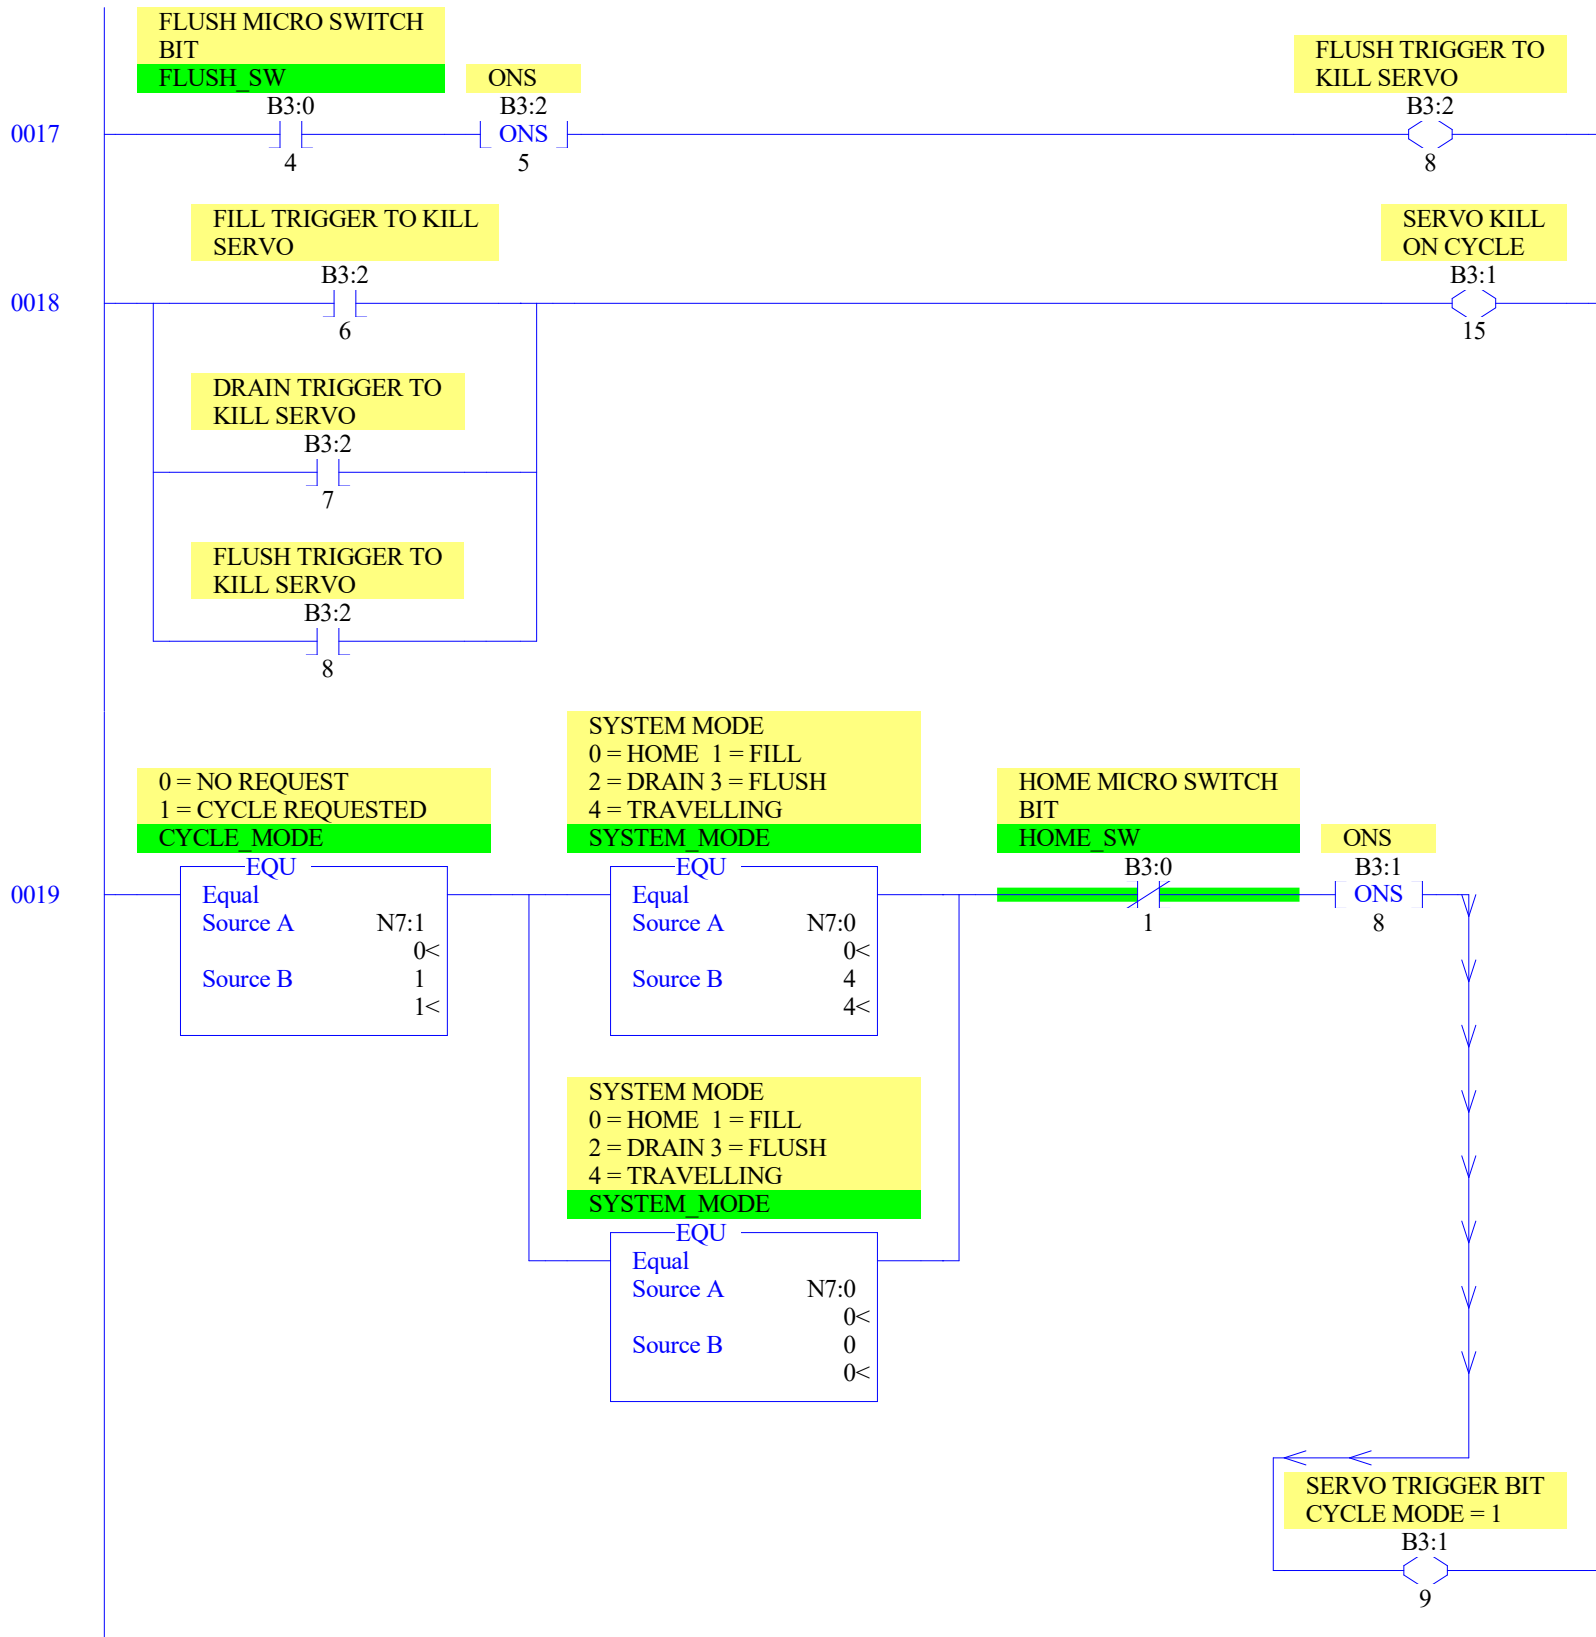 FLUSH MICRO SWITCH
BIT
FLUSH_SW
B3:0
4
ONS
B3:2
ONS
5
FLUSH TRIGGER TO
KILL SERVO
B3:2
8
0017
FILL TRIGGER TO KILL
SERVO
B3:2
6
SERVO KILL
ON CYCLE
B3:1
15
0018
DRAIN TRIGGER TO
KILL SERVO
B3:2
7
FLUSH TRIGGER TO
KILL SERVO
B3:2
8
0019
0 = NO REQUEST
1 = CYCLE REQUESTED
CYCLE_MODE
EQU
Equal
Source A N7:1
0<
Source B 1
1<
SYSTEM MODE
0 = HOME 1 = FILL
2 = DRAIN 3 = FLUSH
4 = TRAVELLING
SYSTEM_MODE
EQU
Equal
Source A N7:0
0<
Source B 4
4<
HOME MICRO SWITCH
BIT
HOME_SW
B3:0
1
ONS
B3:1
ONS
8
SYSTEM MODE
0 = HOME 1 = FILL
2 = DRAIN 3 = FLUSH
4 = TRAVELLING
SYSTEM_MODE
EQU
Equal
Source A N7:0
0<
Source B 0
0<
SERVO TRIGGER BIT
CYCLE MODE = 1
B3:1
9